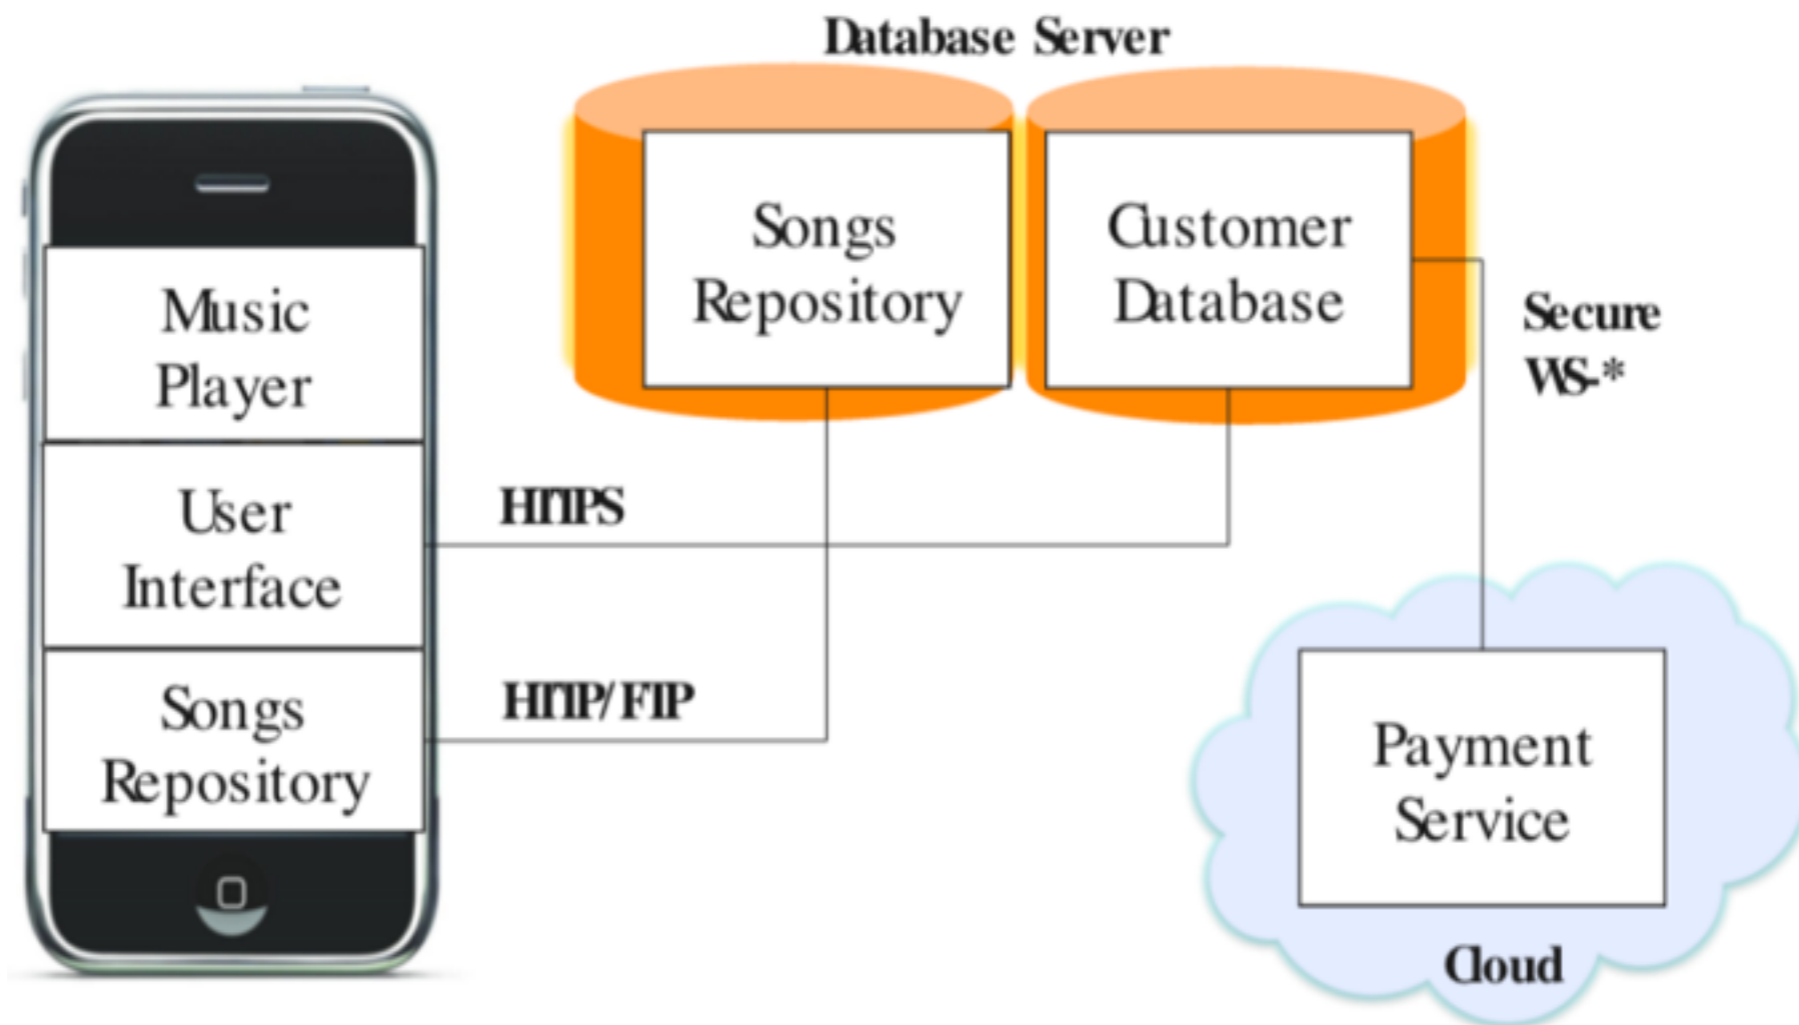 Database Server
Music
Player
User
Interface
Songs
Repository
Songs
Repository
Customer
Database
HTTPS
HTTP/FTP
Secure
WS-*
Payment
Service
Cloud